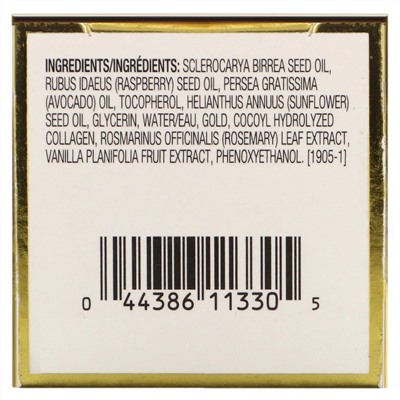 INGREDIENTS/INGRÉDIENTS: SCLEROCARYA BIRREA SEED OIL,
RUBUS IDAEUS (RASPBERRY) SEED OIL, PERSEA GRATISSIMA
(AVOCADO) OIL, TOCOPHEROL, HELIANTHUS ANNUUS (SUNFLOWER)
SEED OIL, GLYCERIN, WATER/EAU, GOLD, COCOYL HYDROLYZED
COLLAGEN, ROSMARINUS OFFICINALIS (ROSEMARY) LEAF EXTRACT,
VANILLA PLANIFOLIA FRUIT EXTRACT, PHENOXYETHANOL. [1905-1]
0 44386 11330 5